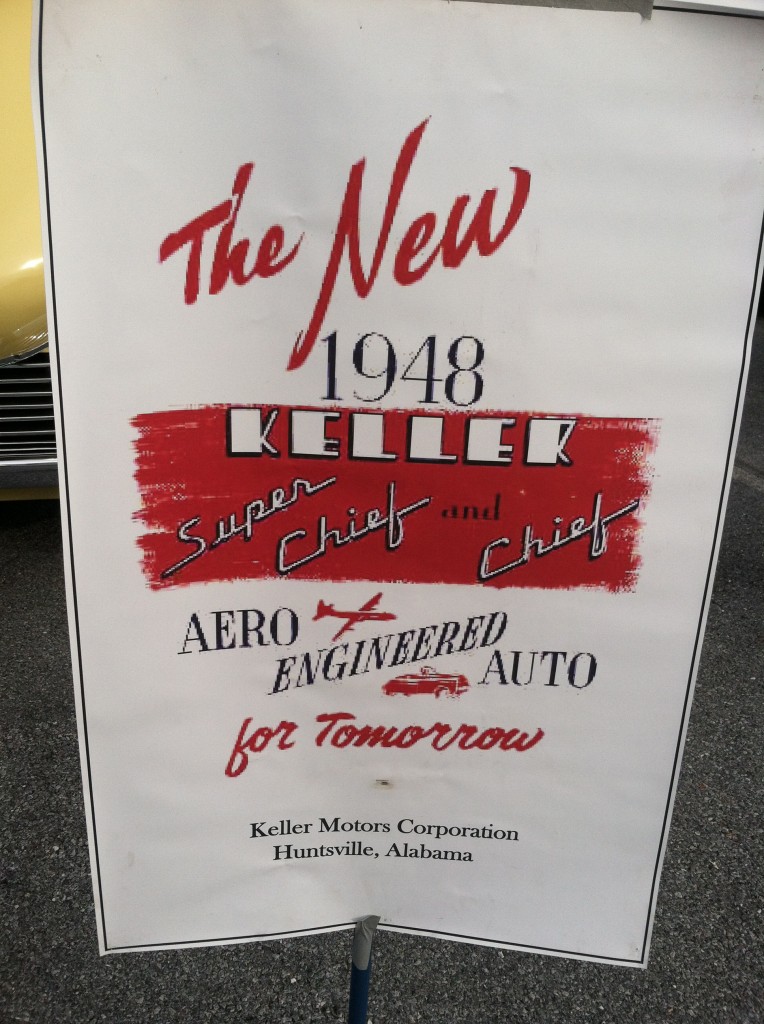 The New
1948
KELLER
Super Chief and Chief
AERO ENGINEERED AUTO
for Tomorrow
Keller Motors Corporation
Huntsville, Alabama